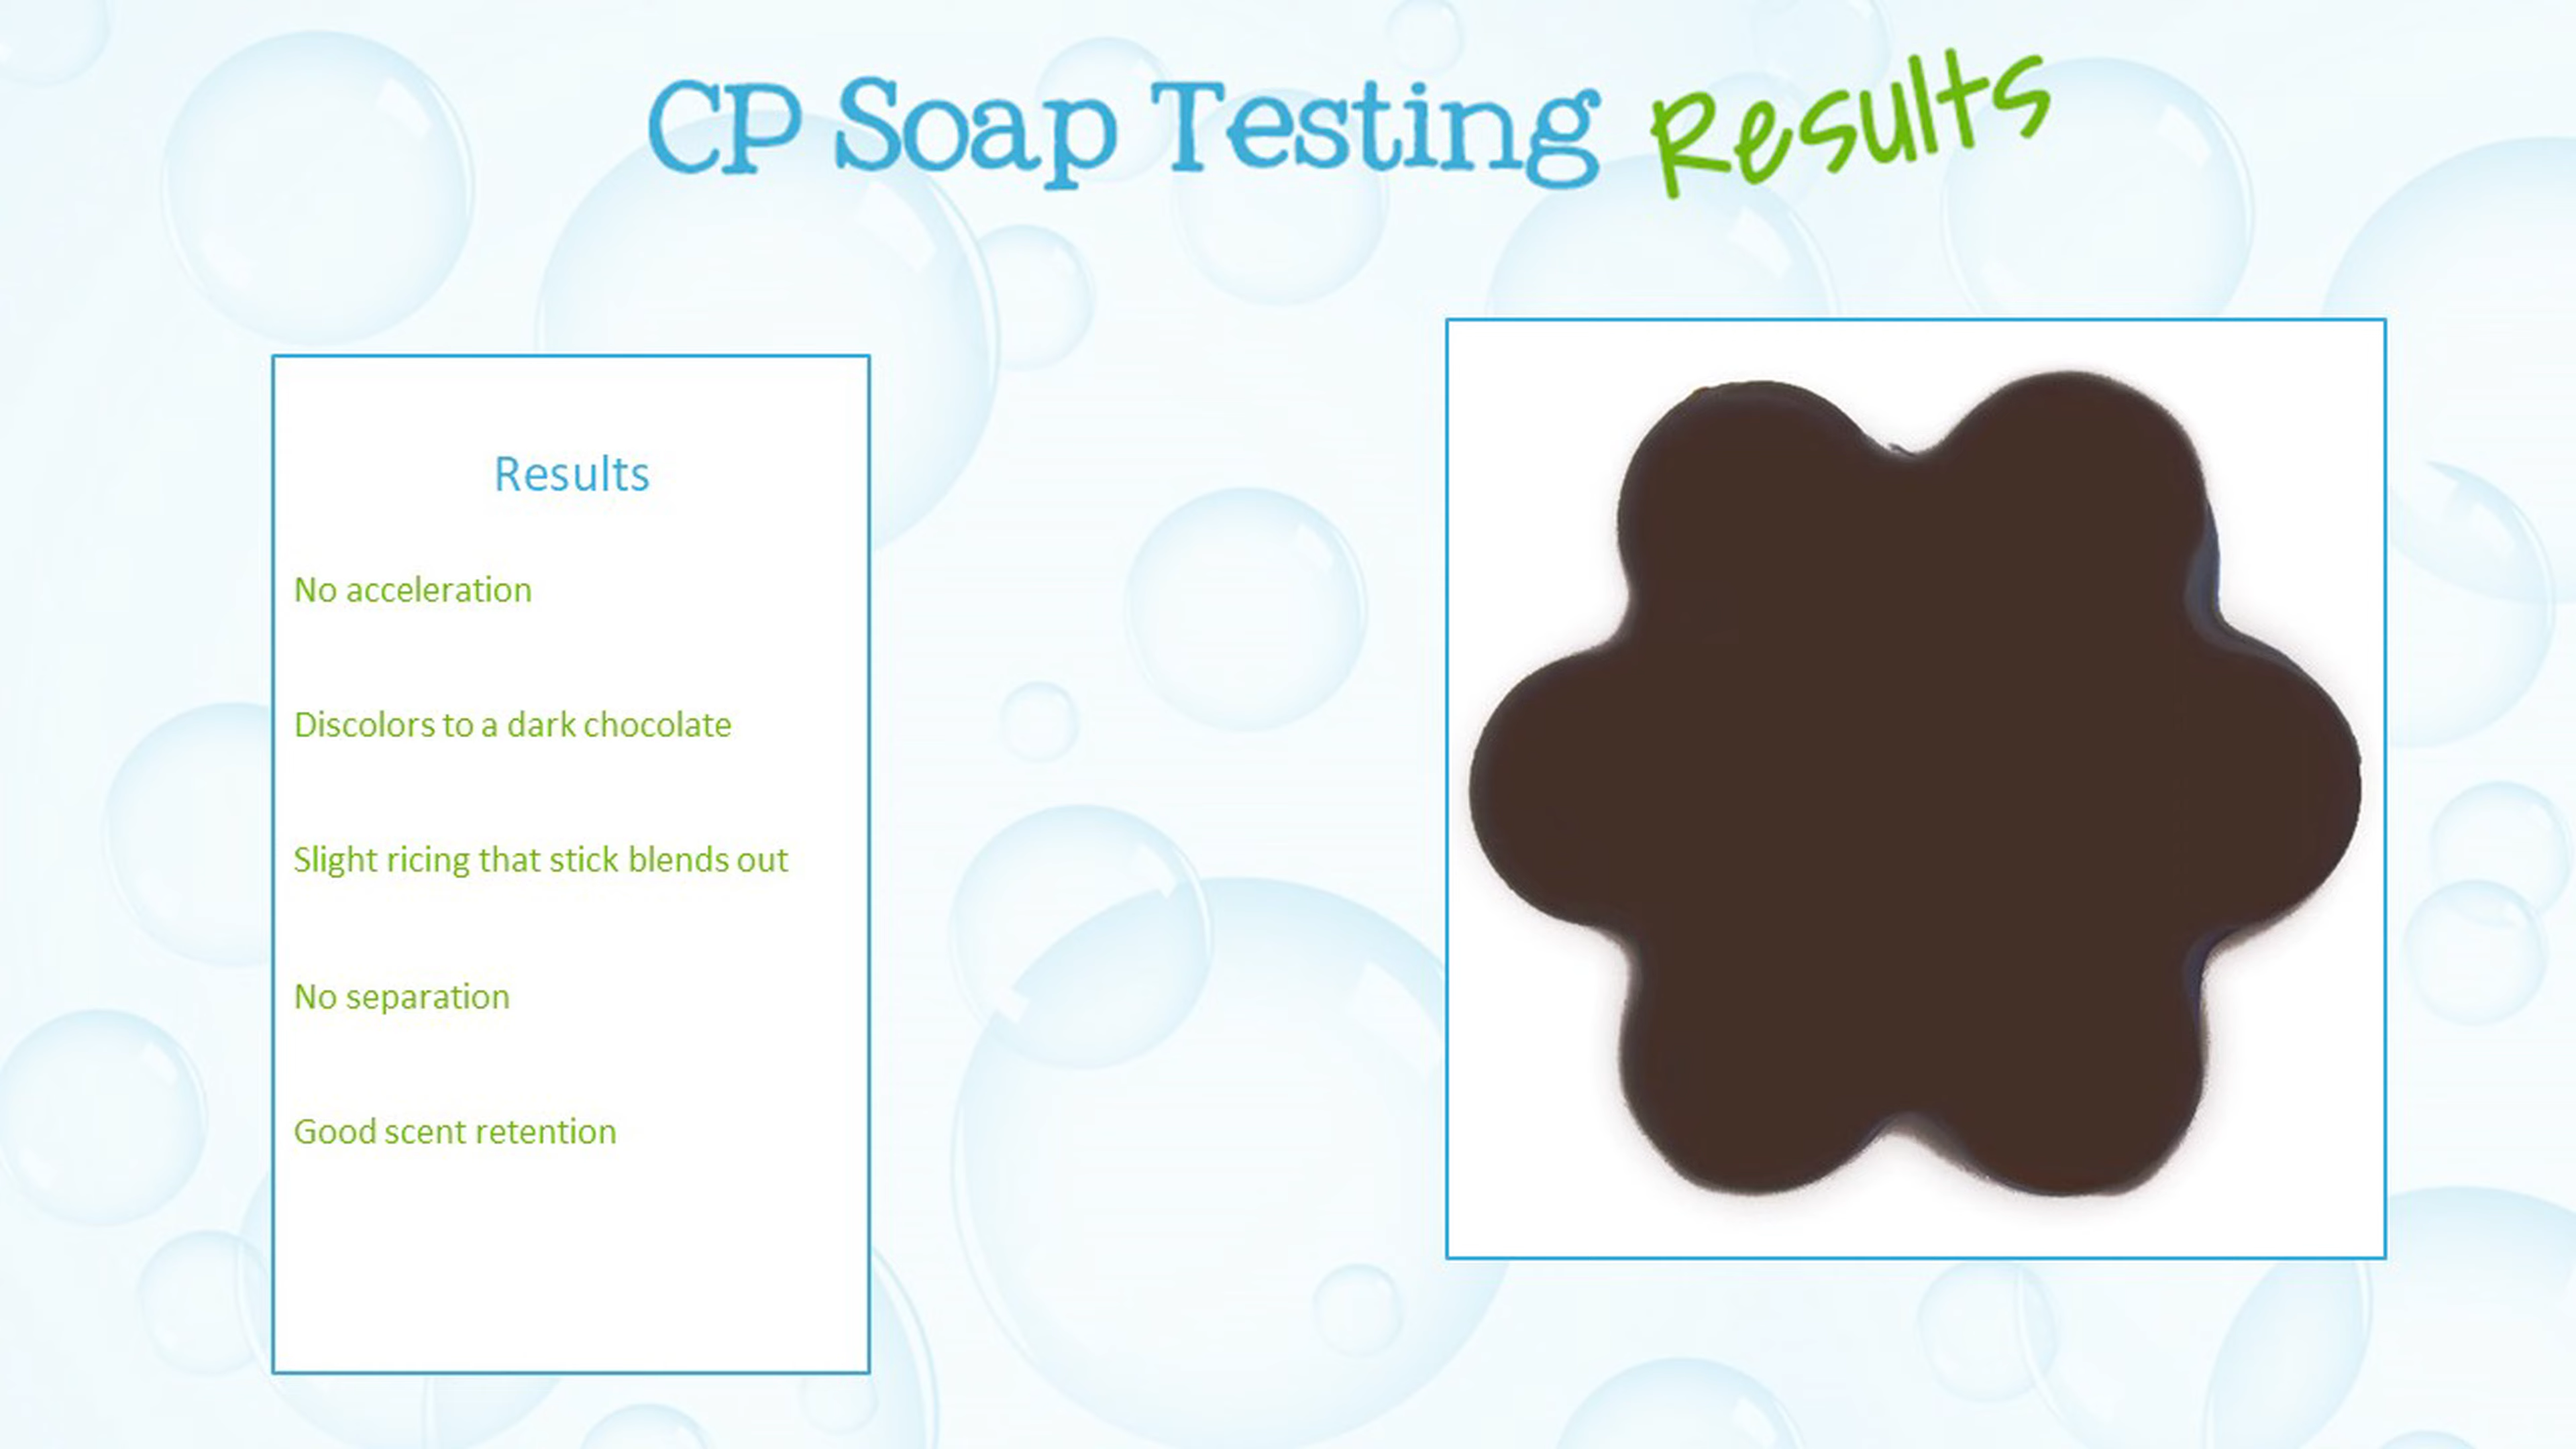 CP Soap Testing Results
Results
No acceleration
Discolors to a dark chocolate
Slight ricing that stick blends out
No separation
Good scent retention